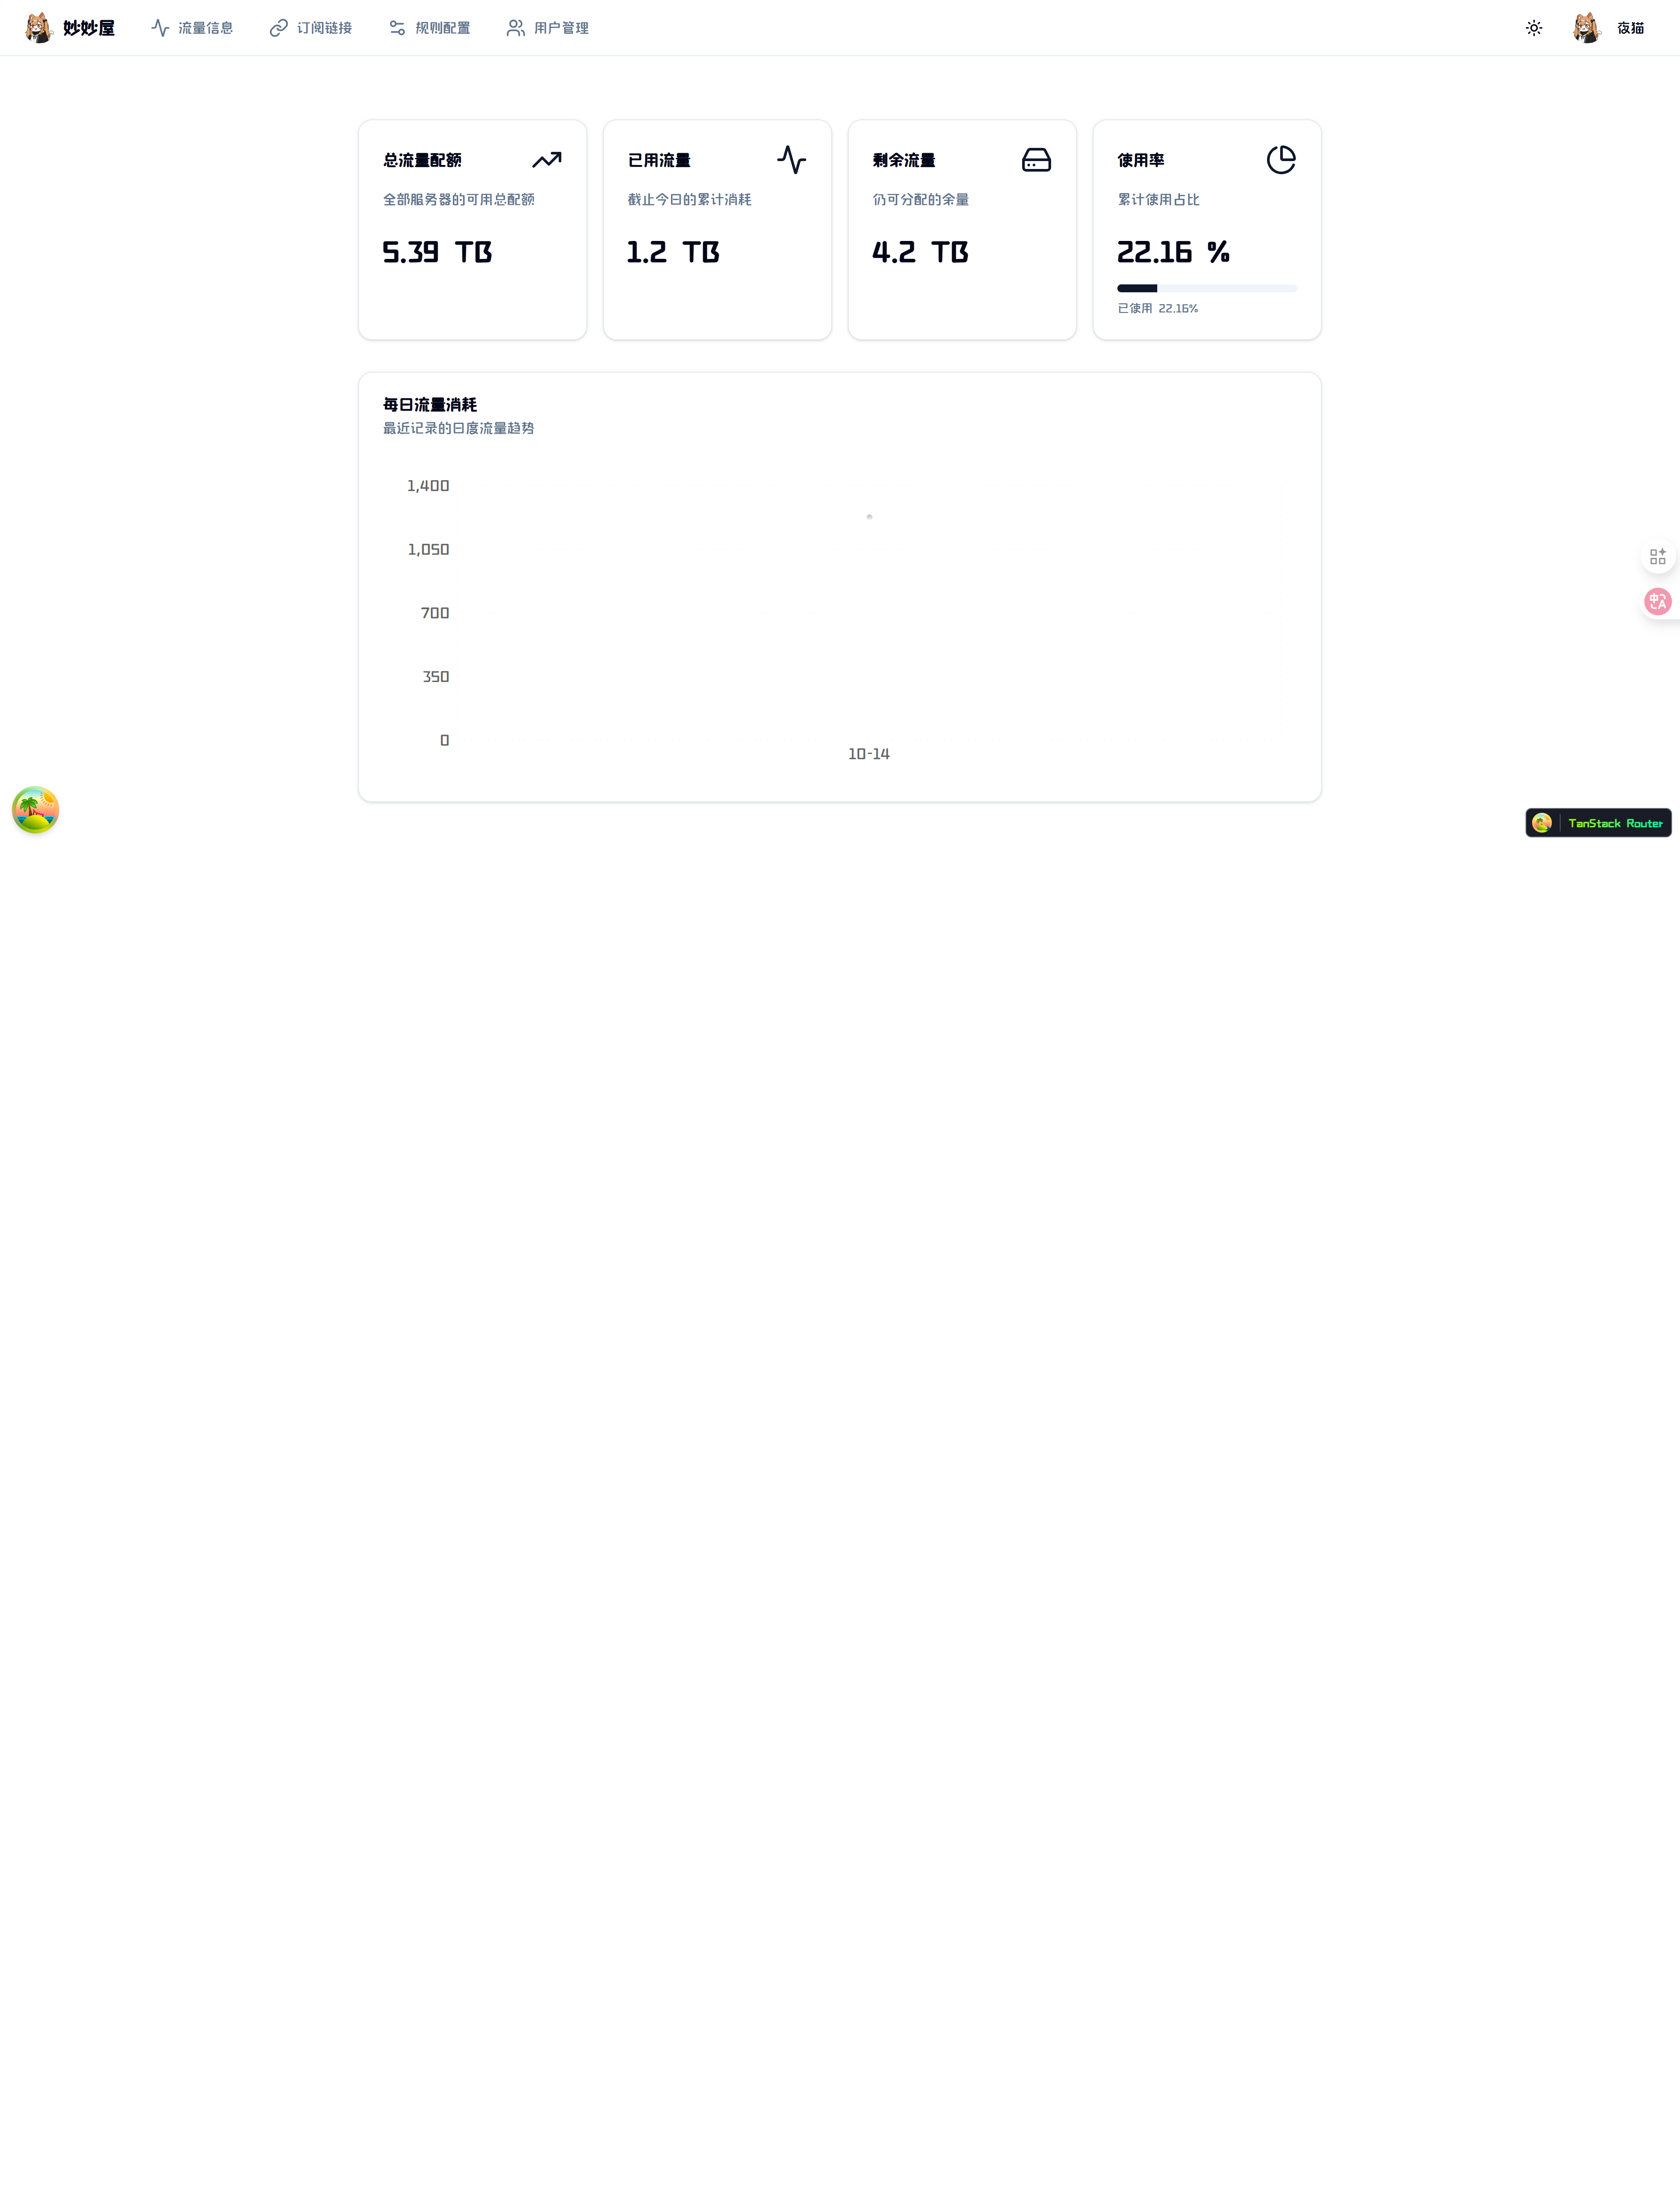 妙妙屋 流量信息 订阅链接 规则配置 用户管理 夜猫
总流量配额
全部服务器的可用总配额
5.39 TB
已用流量
截止今日的累计消耗
1.2 TB
剩余流量
仍可分配的余量
4.2 TB
使用率
累计使用占比
22.16 %
已使用 22.16%
每日流量消耗
最近记录的日度流量趋势
1,400
1,050
700
350
0
10-14
中 A
TanStack Router